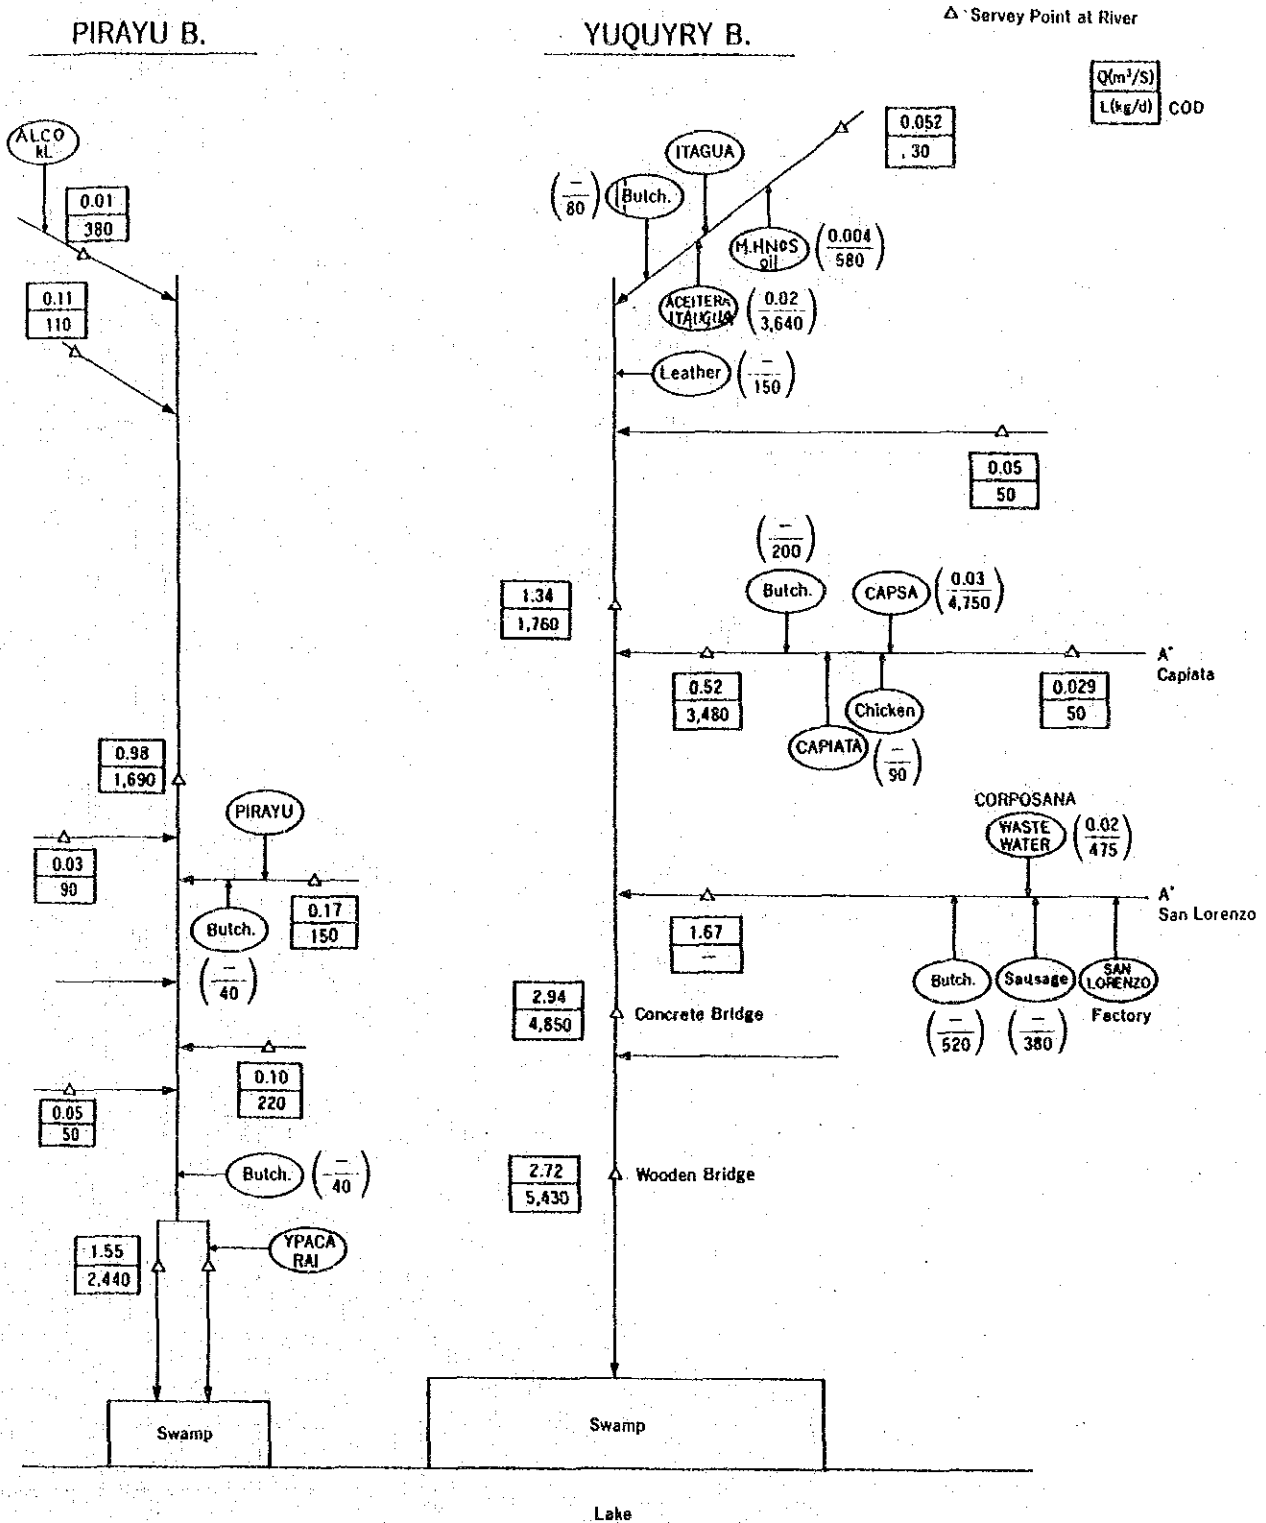 PIRAYU B.
YUQUYRY B.
△ Servey Point at River
Q(m³/S)
L(kg/d) COD
ALCO
kL
0.01
380
0.11
110
0.98
1,690
0.03
90
PIRAYU
0.17
150
Butch.
(—/40)
0.10
220
0.05
50
Butch. (—/40)
YPACA
RAI
1.55
2,440
Swamp
0.052
30
ITAGUA
(—/80) Butch.
M.HNOS
oil (0.004/580)
ACEITERA
ITAUGUA (0.02/3,640)
Leather (—/150)
0.05
50
1.34
1,760
(—/200)
Butch.
CAPSA (0.03/4,750)
A°
Capiata
0.52
3,480
0.029
50
Chicken
(—/90)
CAPIATA
CORPOSANA
WASTE
WATER (0.02/475)
A°
San Lorenzo
1.67
—
Butch.
(—/520)
Sausage
(—/380)
SAN
LORENZO
Factory
2.94
4,850
Concrete Bridge
2.72
5,430
Wooden Bridge
Swamp
Lake